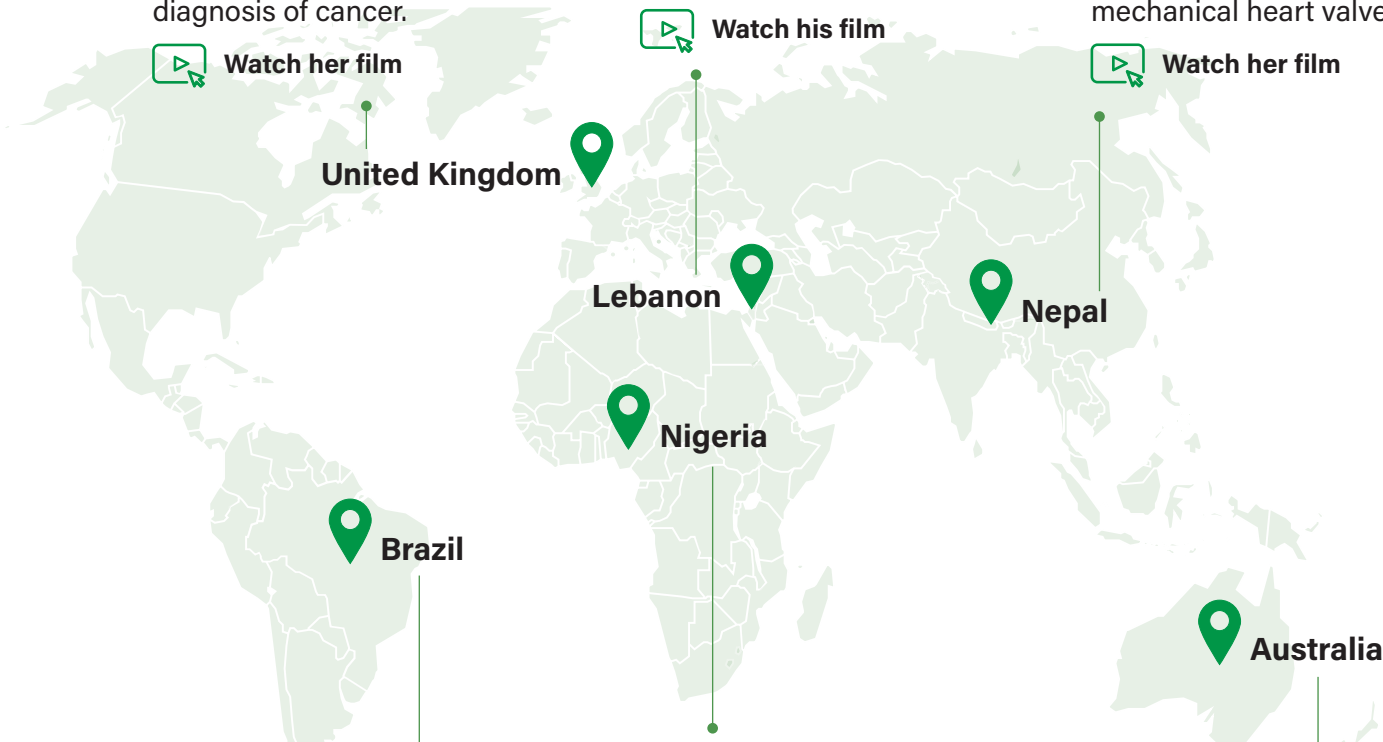 diagnosis of cancer.
Watch her film
Watch his film
mechanical heart valve
Watch her film
United Kingdom
Lebanon
Nepal
Nigeria
Brazil
Australia